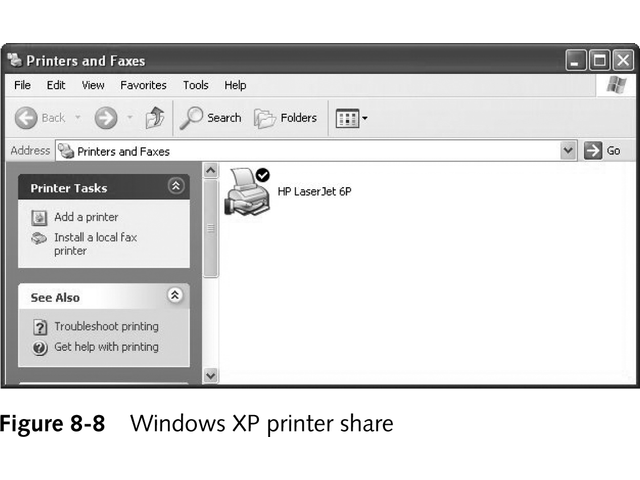 Printers and Faxes
File Edit View Favorites Tools Help
Back Search Folders
Address Printers and Faxes Go
Printer Tasks
Add a printer
Install a local fax
printer
See Also
Troubleshoot printing
Get help with printing
HP LaserJet 6P
Figure 8-8 Windows XP printer share